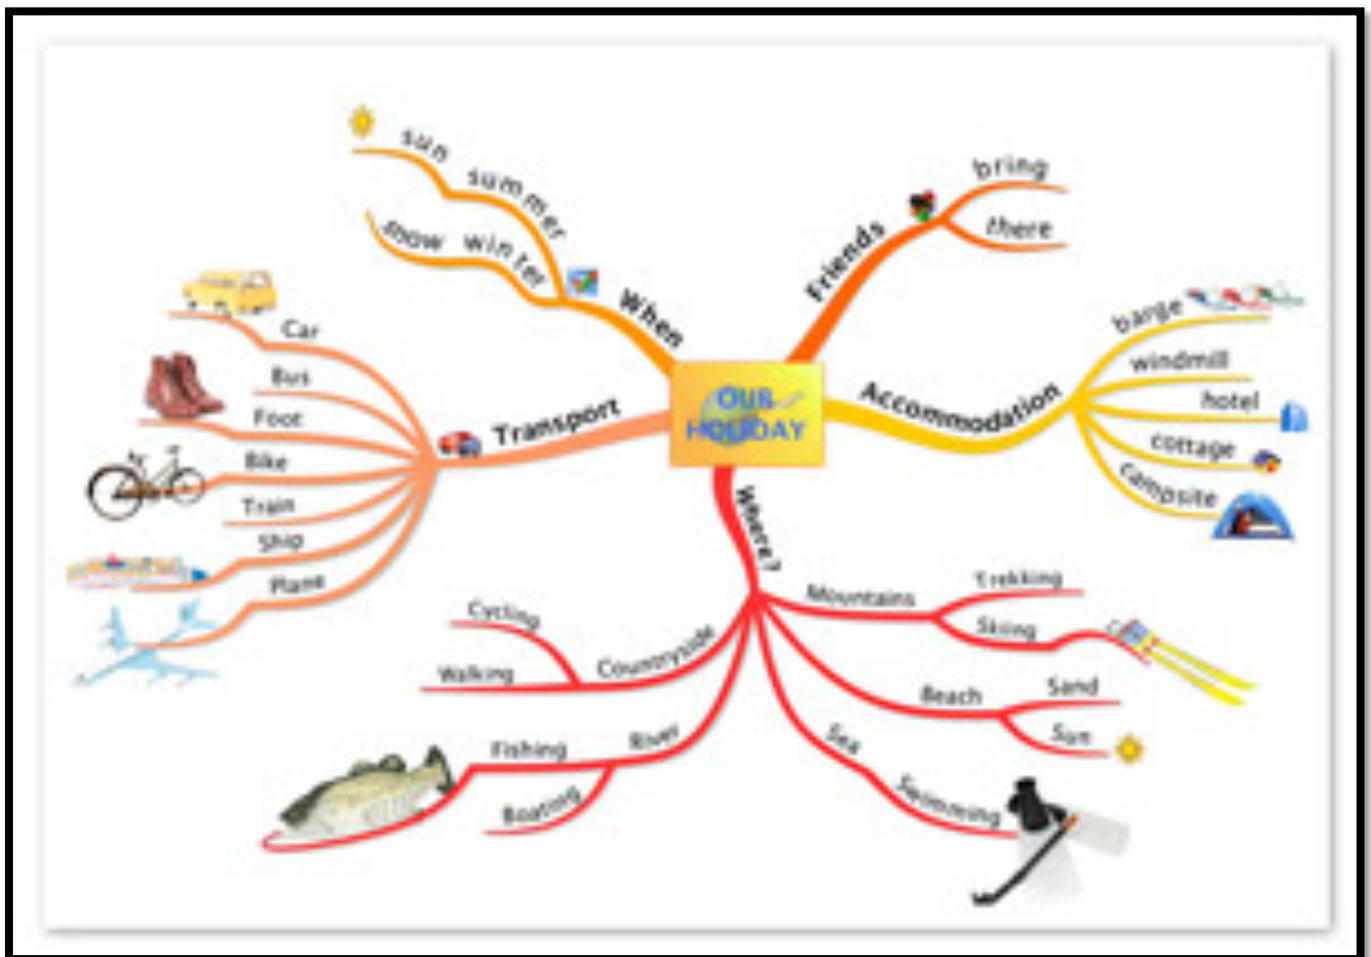 OUR
HOLIDAY
When
summer
sun
winter
snow
Friends
bring
there
Accommodation
barge
windmill
hotel
cottage
campsite
Transport
Car
Bus
Foot
Bike
Train
Ship
Plane
Where?
Mountains
Trekking
Skiing
Beach
Sand
Sun
Sea
Swimming
Countryside
Cycling
Walking
River
Fishing
Boating